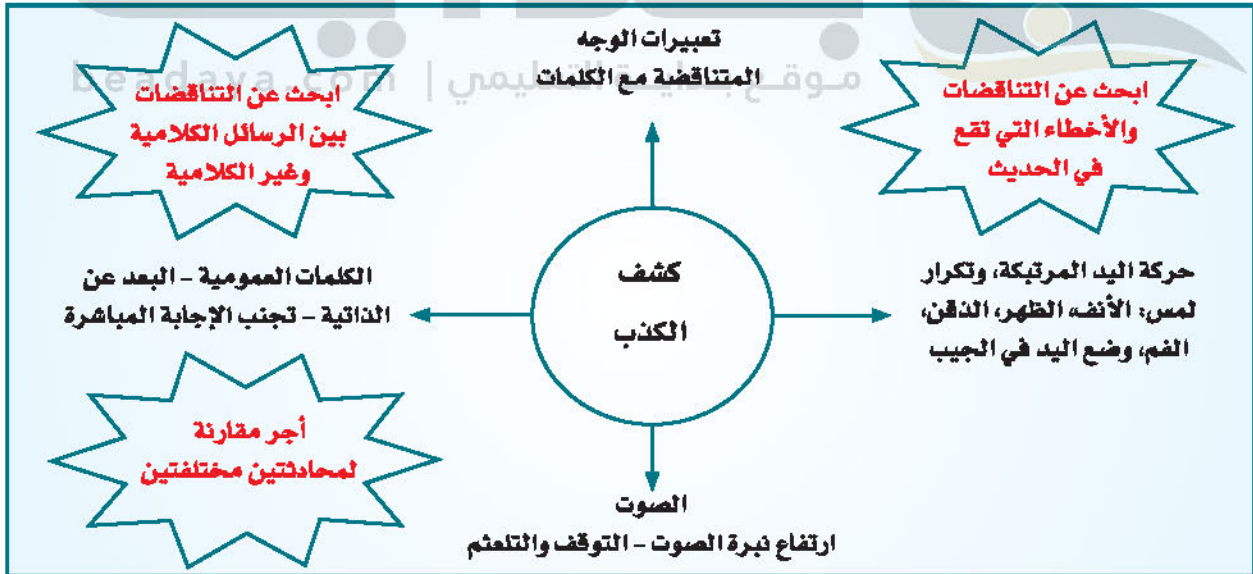 تعبيرات الوجه
المتناقضة مع الكلمات
موقع بداية التعليمي | beadaya.com
ابحث عن التناقضات
والأخطاء التي تقع
في الحديث
ابحث عن التناقضات
بين الرسائل الكلامية
وغير الكلامية
كشف
الكذب
حركة اليد المرتبكة، وتكرار
لمس: الأنف، الظهر، الذقن،
الفم، وضع اليد في الجيب
الكلمات العمومية – البعد عن
الذاتية – تجنب الإجابة المباشرة
أجر مقارنة
لمحادثتين مختلفتين
الصوت
ارتفاع نبرة الصوت – التوقف والتلعثم